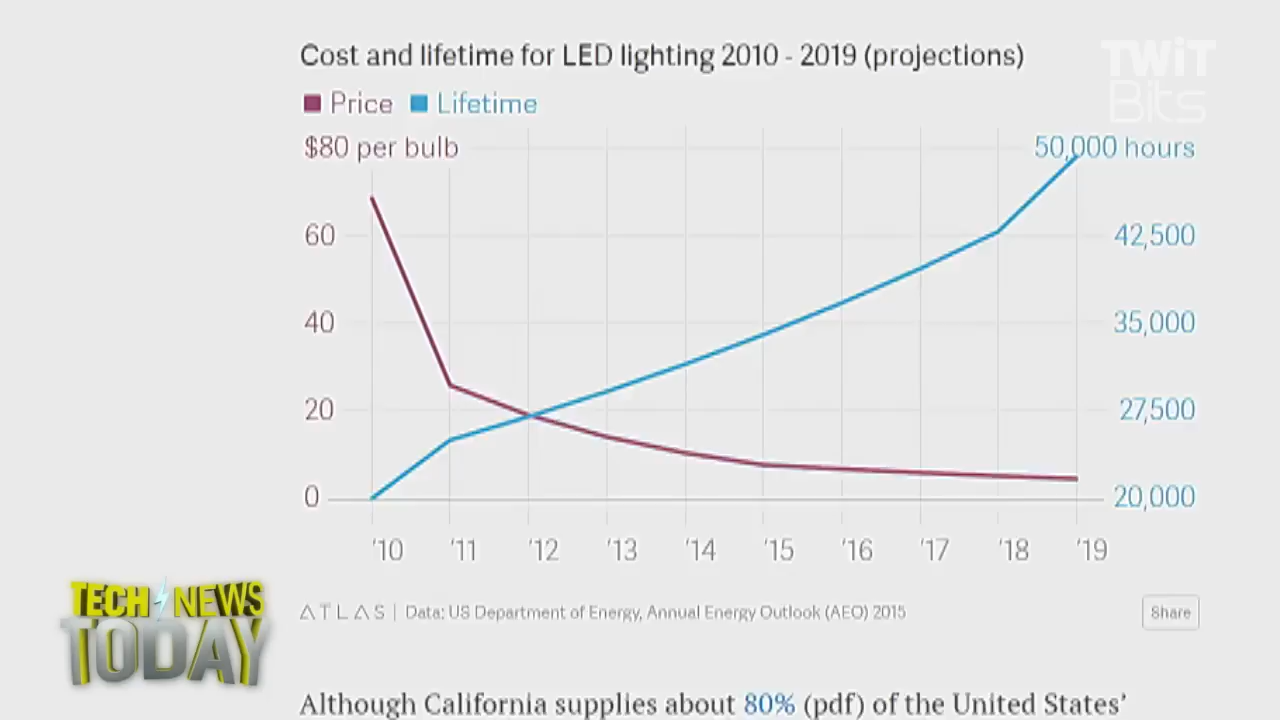 Cost and lifetime for LED lighting 2010 - 2019 (projections)
TWiT
Bits
Price Lifetime
$80 per bulb 50,000 hours
60 42,500
40 35,000
20 27,500
0 20,000
'10 '11 '12 '13 '14 '15 '16 '17 '18 '19
TECH NEWS
TODAY
ATLAS | Data: US Department of Energy, Annual Energy Outlook (AEO) 2015 Share
Although California supplies about 80% (pdf) of the United States’